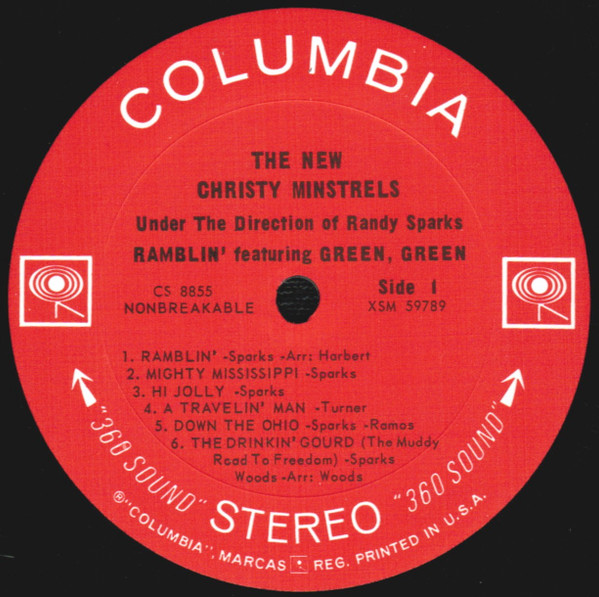 COLUMBIA
THE NEW
CHRISTY MINSTRELS
Under The Direction of Randy Sparks
RAMBLIN' featuring GREEN, GREEN
CS 8855
NONBREAKABLE
Side 1
XSM 59789
1. RAMBLIN' -Sparks -Arr: Harbert
2. MIGHTY MISSISSIPPI -Sparks
3. HI JOLLY -Sparks
4. A TRAVELIN' MAN -Turner
5. DOWN THE OHIO -Sparks -Ramos
6. THE DRINKIN' GOURD (The Muddy
Road To Freedom) -Sparks
Woods -Arr: Woods
"360 SOUND" STEREO "360 SOUND"
®"COLUMBIA", MARCAS REG. PRINTED IN U.S.A.